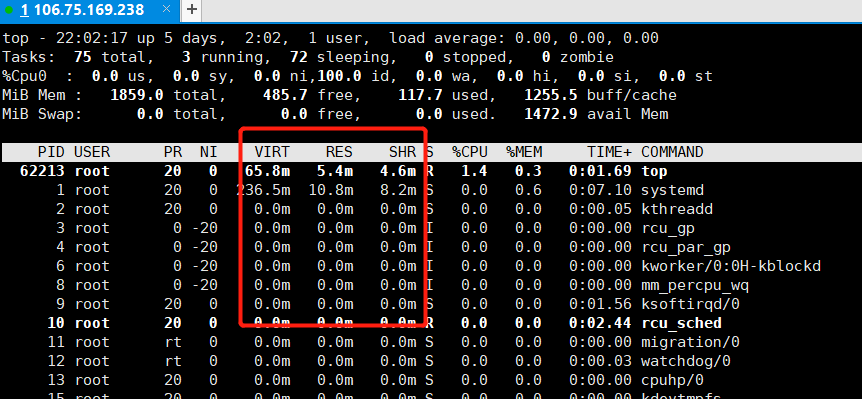 1 106.75.169.238 × +
top - 22:02:17 up 5 days,  2:02,  1 user,  load average: 0.00, 0.00, 0.00
Tasks:  75 total,   3 running,  72 sleeping,   0 stopped,   0 zombie
%Cpu0  :  0.0 us,  0.0 sy,  0.0 ni,100.0 id,  0.0 wa,  0.0 hi,  0.0 si,  0.0 st
MiB Mem :   1859.0 total,    485.7 free,    117.7 used,   1255.5 buff/cache
MiB Swap:      0.0 total,      0.0 free,      0.0 used.   1472.9 avail Mem
PID USER      PR  NI    VIRT    RES    SHR S  %CPU  %MEM     TIME+ COMMAND
62213 root      20   0   65.8m   5.4m   4.6m R   1.4   0.3   0:01.69 top
1 root      20   0  236.5m  10.8m   8.2m S   0.0   0.6   0:07.10 systemd
2 root      20   0    0.0m   0.0m   0.0m S   0.0   0.0   0:00.05 kthreadd
3 root       0 -20    0.0m   0.0m   0.0m I   0.0   0.0   0:00.00 rcu_gp
4 root       0 -20    0.0m   0.0m   0.0m I   0.0   0.0   0:00.00 rcu_par_gp
6 root       0 -20    0.0m   0.0m   0.0m I   0.0   0.0   0:00.00 kworker/0:0H-kblockd
8 root       0 -20    0.0m   0.0m   0.0m I   0.0   0.0   0:00.00 mm_percpu_wq
9 root      20   0    0.0m   0.0m   0.0m S   0.0   0.0   0:01.56 ksoftirqd/0
10 root      20   0    0.0m   0.0m   0.0m R   0.0   0.0   0:02.44 rcu_sched
11 root      rt   0    0.0m   0.0m   0.0m S   0.0   0.0   0:00.00 migration/0
12 root      rt   0    0.0m   0.0m   0.0m S   0.0   0.0   0:00.03 watchdog/0
13 root      20   0    0.0m   0.0m   0.0m S   0.0   0.0   0:00.00 cpuhp/0
15 root      20   0    0.0m   0.0m   0.0m S   0.0   0.0   0:00.00 kdevtmpfs